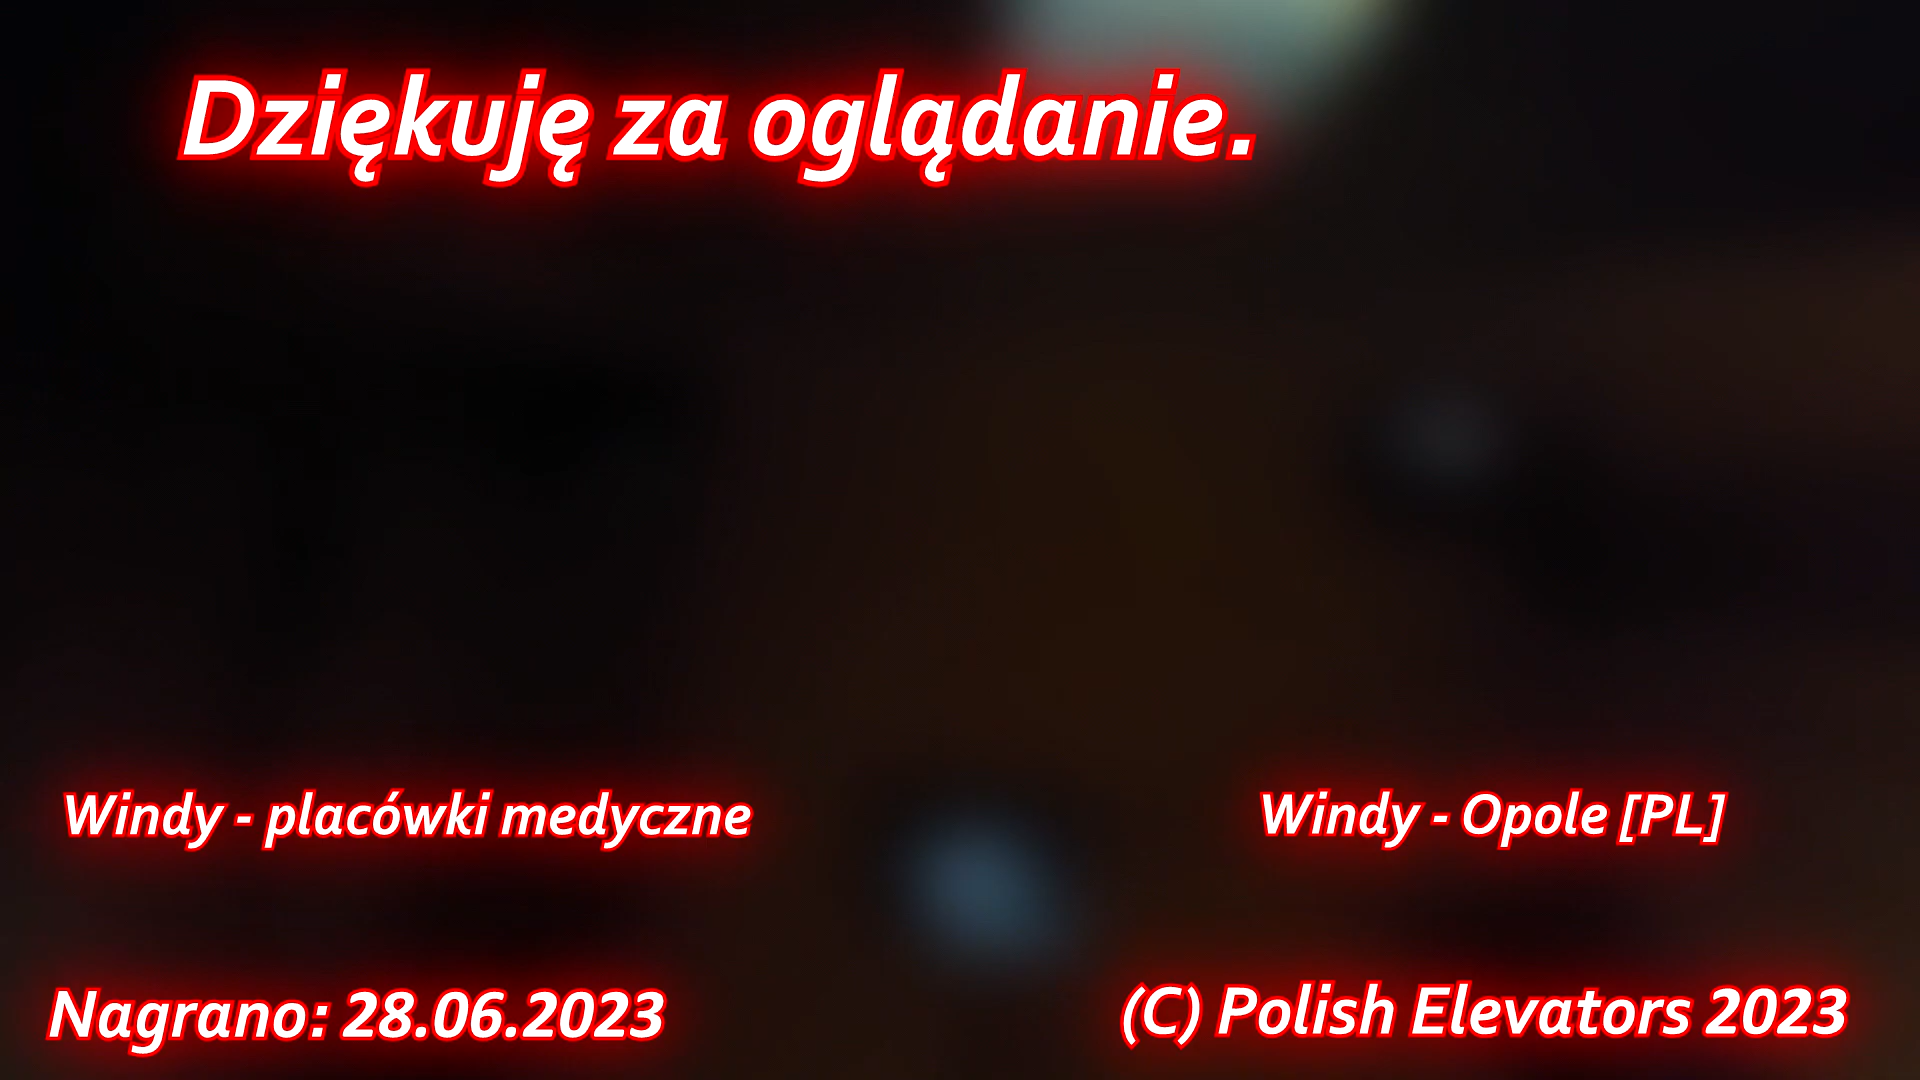 Dziękuję za oglądanie.
Windy - placówki medyczne
Windy - Opole [PL]
Nagrano: 28.06.2023
(C) Polish Elevators 2023